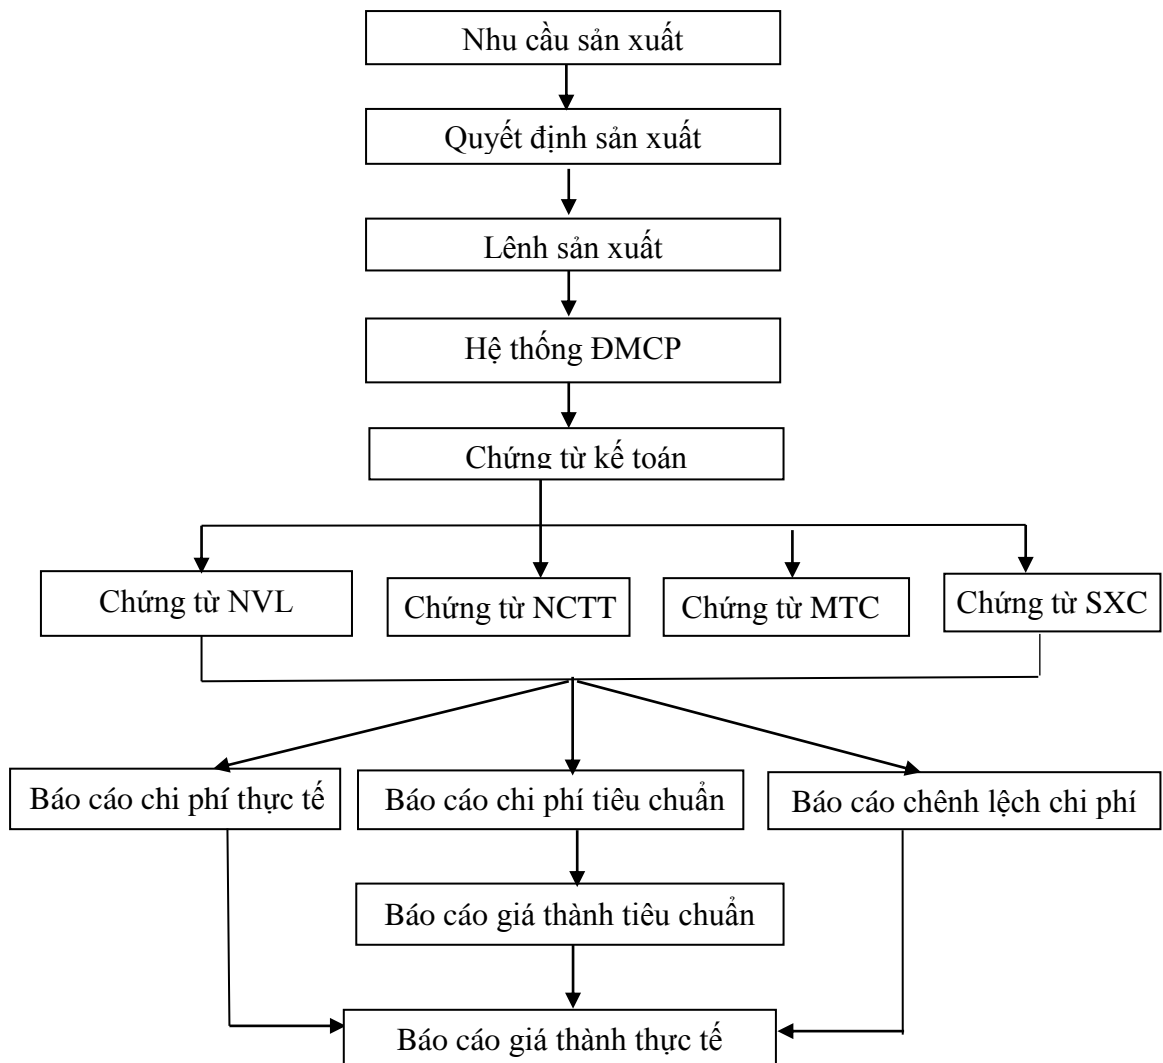 Nhu cầu sản xuất
Quyết định sản xuất
Lênh sản xuất
Hệ thống ĐMCP
Chứng từ kế toán
Chứng từ NVL
Chứng từ NCTT
Chứng từ MTC
Chứng từ SXC
Báo cáo chi phí thực tế
Báo cáo chi phí tiêu chuẩn
Báo cáo chênh lệch chi phí
Báo cáo giá thành tiêu chuẩn
Báo cáo giá thành thực tế